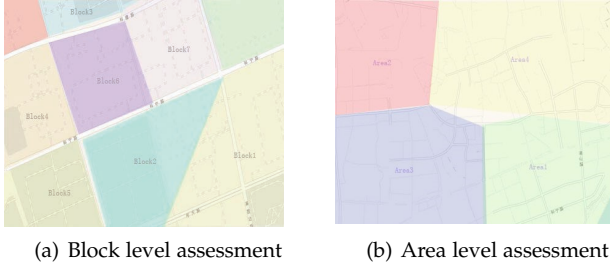 Block3
Block7
Block6
Block4
Block2
Block1
Block5
Area2
Area4
Area3
Area1
(a) Block level assessment
(b) Area level assessment